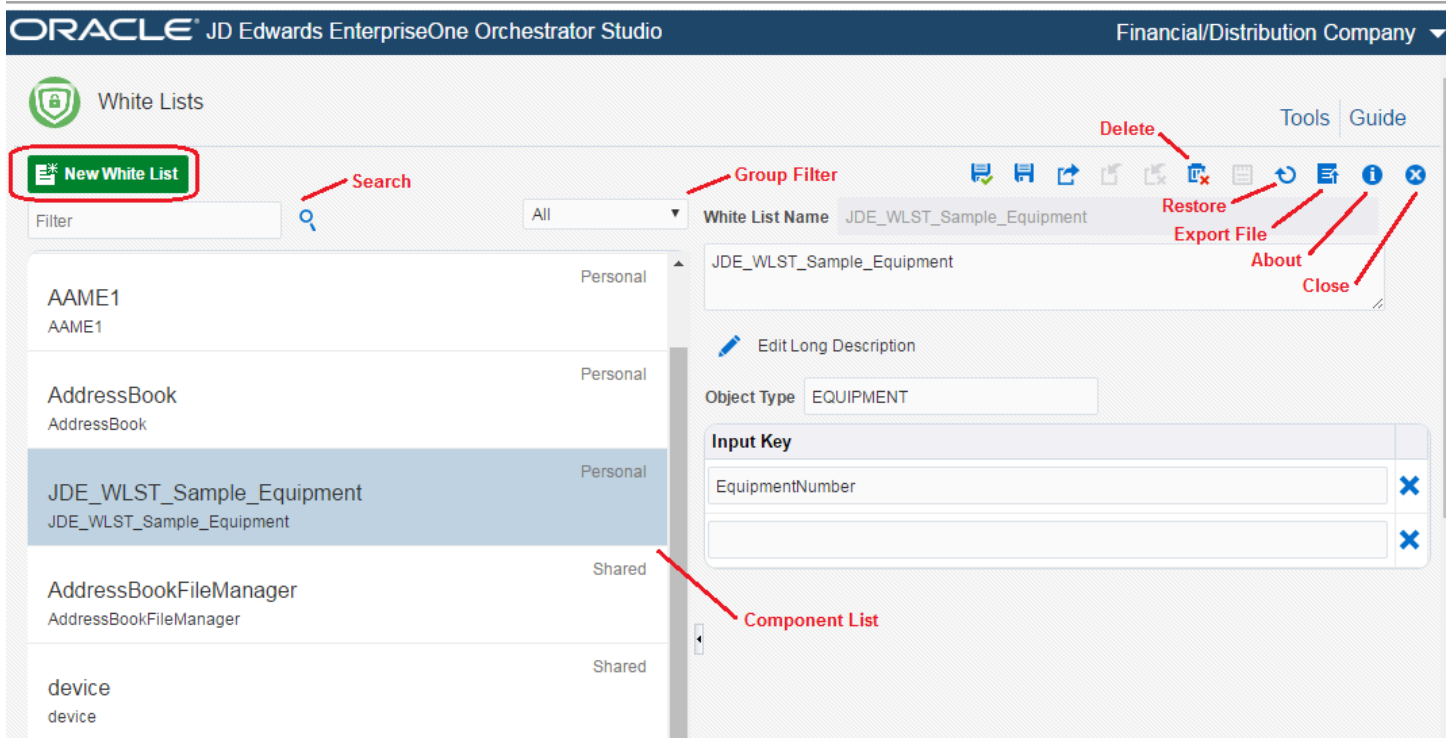 ORACLE® JD Edwards EnterpriseOne Orchestrator Studio
Financial/Distribution Company
White Lists
Tools Guide
Delete
New White List
Search
Group Filter
Filter
All
White List Name JDE_WLST_Sample_Equipment
Restore
Export File
About
Close
JDE_WLST_Sample_Equipment
Personal
AAME1
AAME1
Edit Long Description
Personal
AddressBook
AddressBook
Object Type EQUIPMENT
Input Key
Personal
JDE_WLST_Sample_Equipment
JDE_WLST_Sample_Equipment
EquipmentNumber
Shared
AddressBookFileManager
AddressBookFileManager
Component List
Shared
device
device